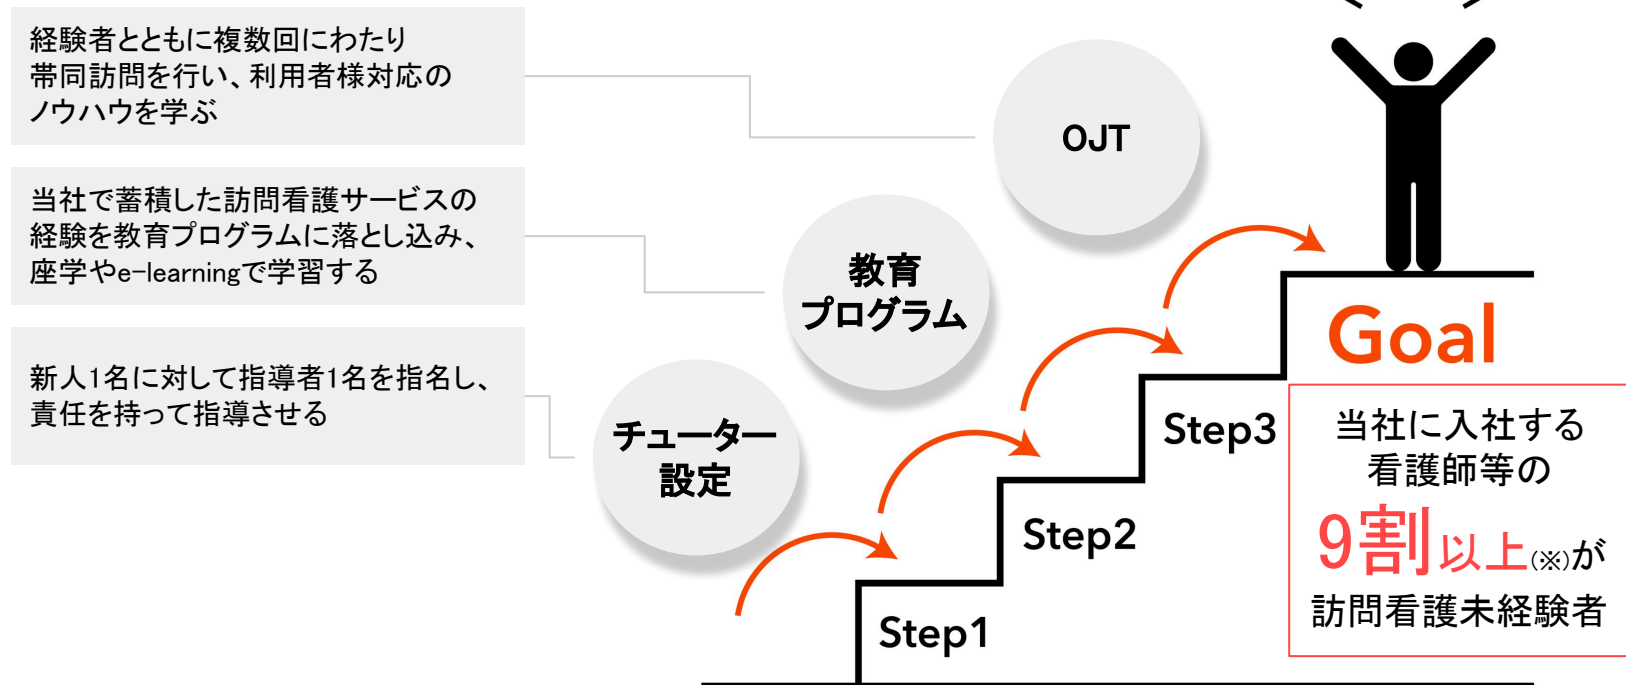 経験者とともに複数回にわたり
帯同訪問を行い、利用者様対応の
ノウハウを学ぶ
OJT
当社で蓄積した訪問看護サービスの
経験を教育プログラムに落とし込み、
座学やe-learningで学習する
教育
プログラム
新人1名に対して指導者1名を指名し、
責任を持って指導させる
チューター
設定
Step1
Step2
Step3
Goal
当社に入社する
看護師等の
9割以上(※)が
訪問看護未経験者